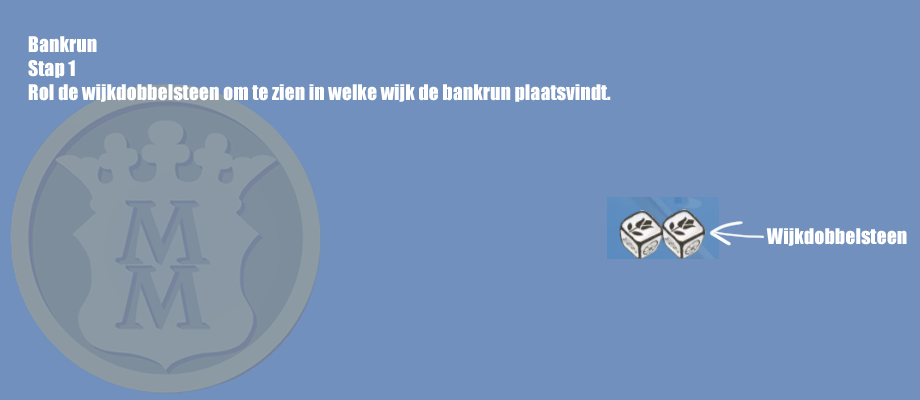 Bankrun
Stap 1
Rol de wijkdobbelsteen om te zien in welke wijk de bankrun plaatsvindt.
M
M
Wijkdobbelsteen